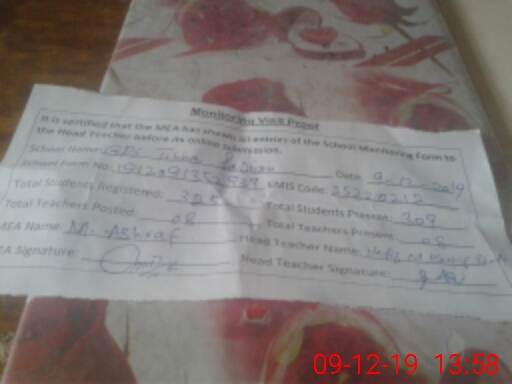 Monitoring Visit Proof
It is certified that the MEA has shown all entries of the School Monitoring Form to
the Head Teacher before its online submission.
School Name: GPS Date: 9-12-2019
School Form No: EMIS Code: 35220212
Total Students Registered: Total Students Present: 309
Total Teachers Posted: 08 Total Teachers Present: 08
MEA Name: M. Ashraf Head Teacher Name:
MEA Signature: Head Teacher Signature:
09-12-19 13:58